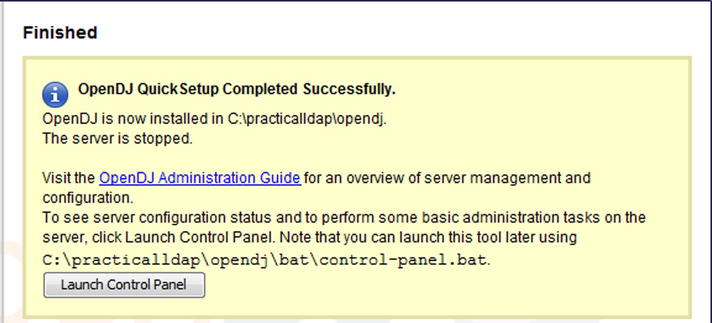 Finished
OpenDJ QuickSetup Completed Successfully.
OpenDJ is now installed in C:\practicalldap\opendj.
The server is stopped.
Visit the OpenDJ Administration Guide for an overview of server management and
configuration.
To see server configuration status and to perform some basic administration tasks on the
server, click Launch Control Panel. Note that you can launch this tool later using
C:\practicalldap\opendj\bat\control-panel.bat.
Launch Control Panel